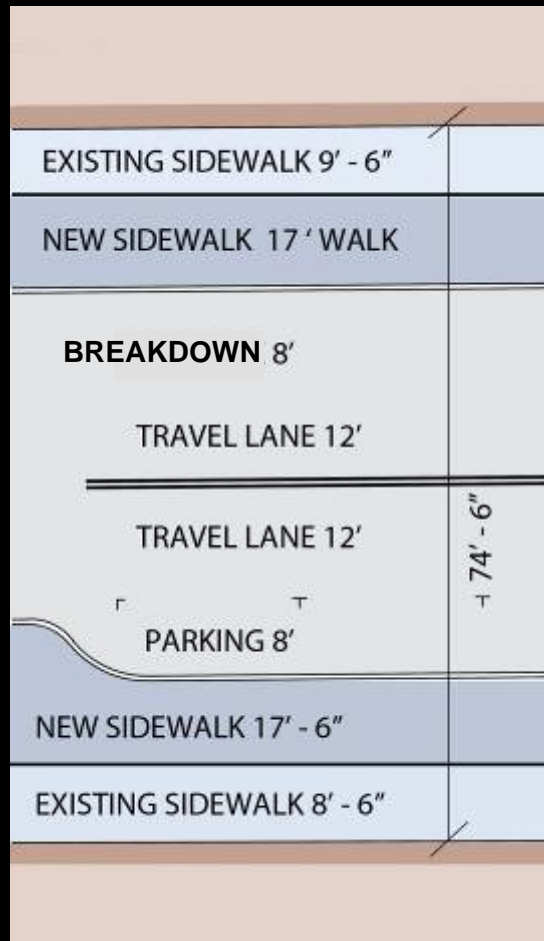 EXISTING SIDEWALK 9' - 6"
NEW SIDEWALK 17 ' WALK
BREAKDOWN 8'
TRAVEL LANE 12'
TRAVEL LANE 12'
74' - 6"
PARKING 8'
NEW SIDEWALK 17' - 6"
EXISTING SIDEWALK 8' - 6"